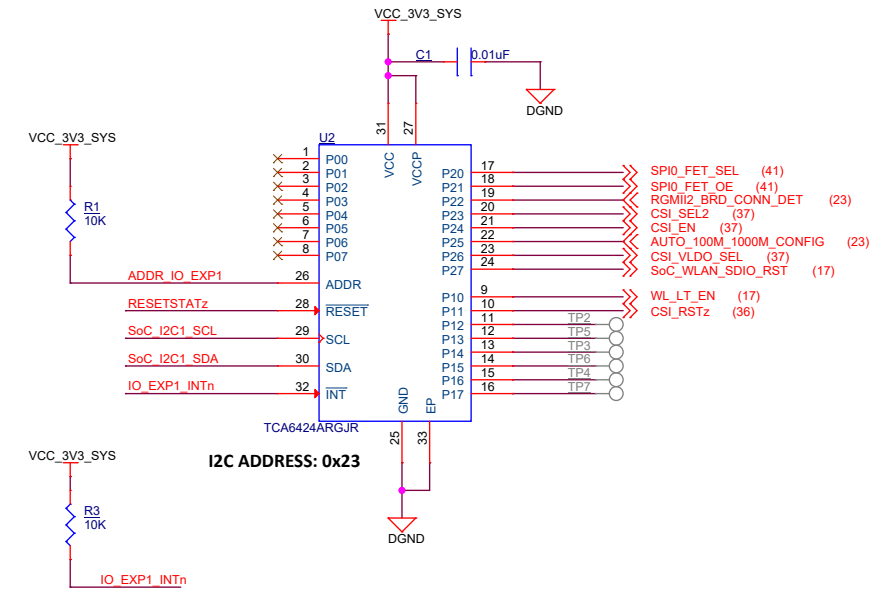 VCC_3V3_SYS
C1 0.01uF
DGND
VCC_3V3_SYS
R1
10K
U2
31 27
VCC VCCP
1 P00
2 P01
3 P02
4 P03
5 P04
6 P05
7 P06
8 P07
P20 17 SPI0_FET_SEL (41)
P21 18 SPI0_FET_OE (41)
P22 19 RGMII2_BRD_CONN_DET (23)
P23 20 CSI_SEL2 (37)
P24 21 CSI_EN (37)
P25 22 AUTO_100M_1000M_CONFIG (23)
P26 23 CSI_VLDO_SEL (37)
P27 24 SoC_WLAN_SDIO_RST (17)
ADDR_IO_EXP1 26 ADDR
RESETSTATz 28 RESET
SoC_I2C1_SCL 29 SCL
SoC_I2C1_SDA 30 SDA
IO_EXP1_INTn 32 INT
P10 9 WL_LT_EN (17)
P11 10 CSI_RSTz (36)
P12 11 TP2
P13 12 TP5
P14 13 TP3
P15 14 TP6
P16 15 TP4
P17 16 TP7
GND EP
25 33
TCA6424ARGJR
I2C ADDRESS: 0x23
DGND
VCC_3V3_SYS
R3
10K
IO_EXP1_INTn